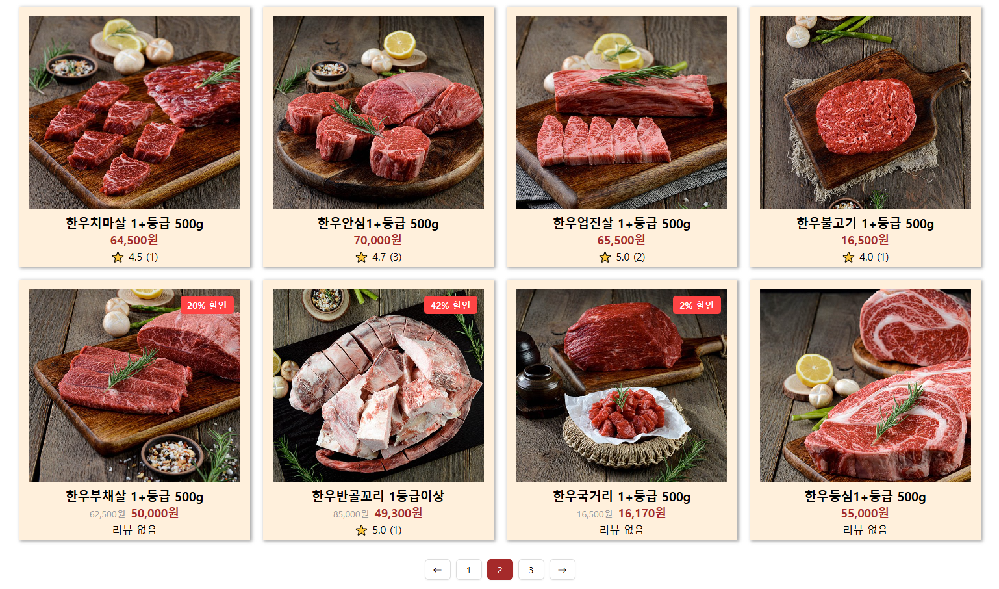 한우치마살 1+등급 500g
64,500원
4.5 (1)
한우안심1+등급 500g
70,000원
4.7 (3)
한우업진살 1+등급 500g
65,500원
5.0 (2)
한우불고기 1+등급 500g
16,500원
4.0 (1)
20% 할인
한우부채살 1+등급 500g
62,500원 50,000원
리뷰 없음
42% 할인
한우반골꼬리 1등급이상
85,000원 49,300원
5.0 (1)
2% 할인
한우국거리 1+등급 500g
16,500원 16,170원
리뷰 없음
한우등심1+등급 500g
55,000원
리뷰 없음
← 1 2 3 →